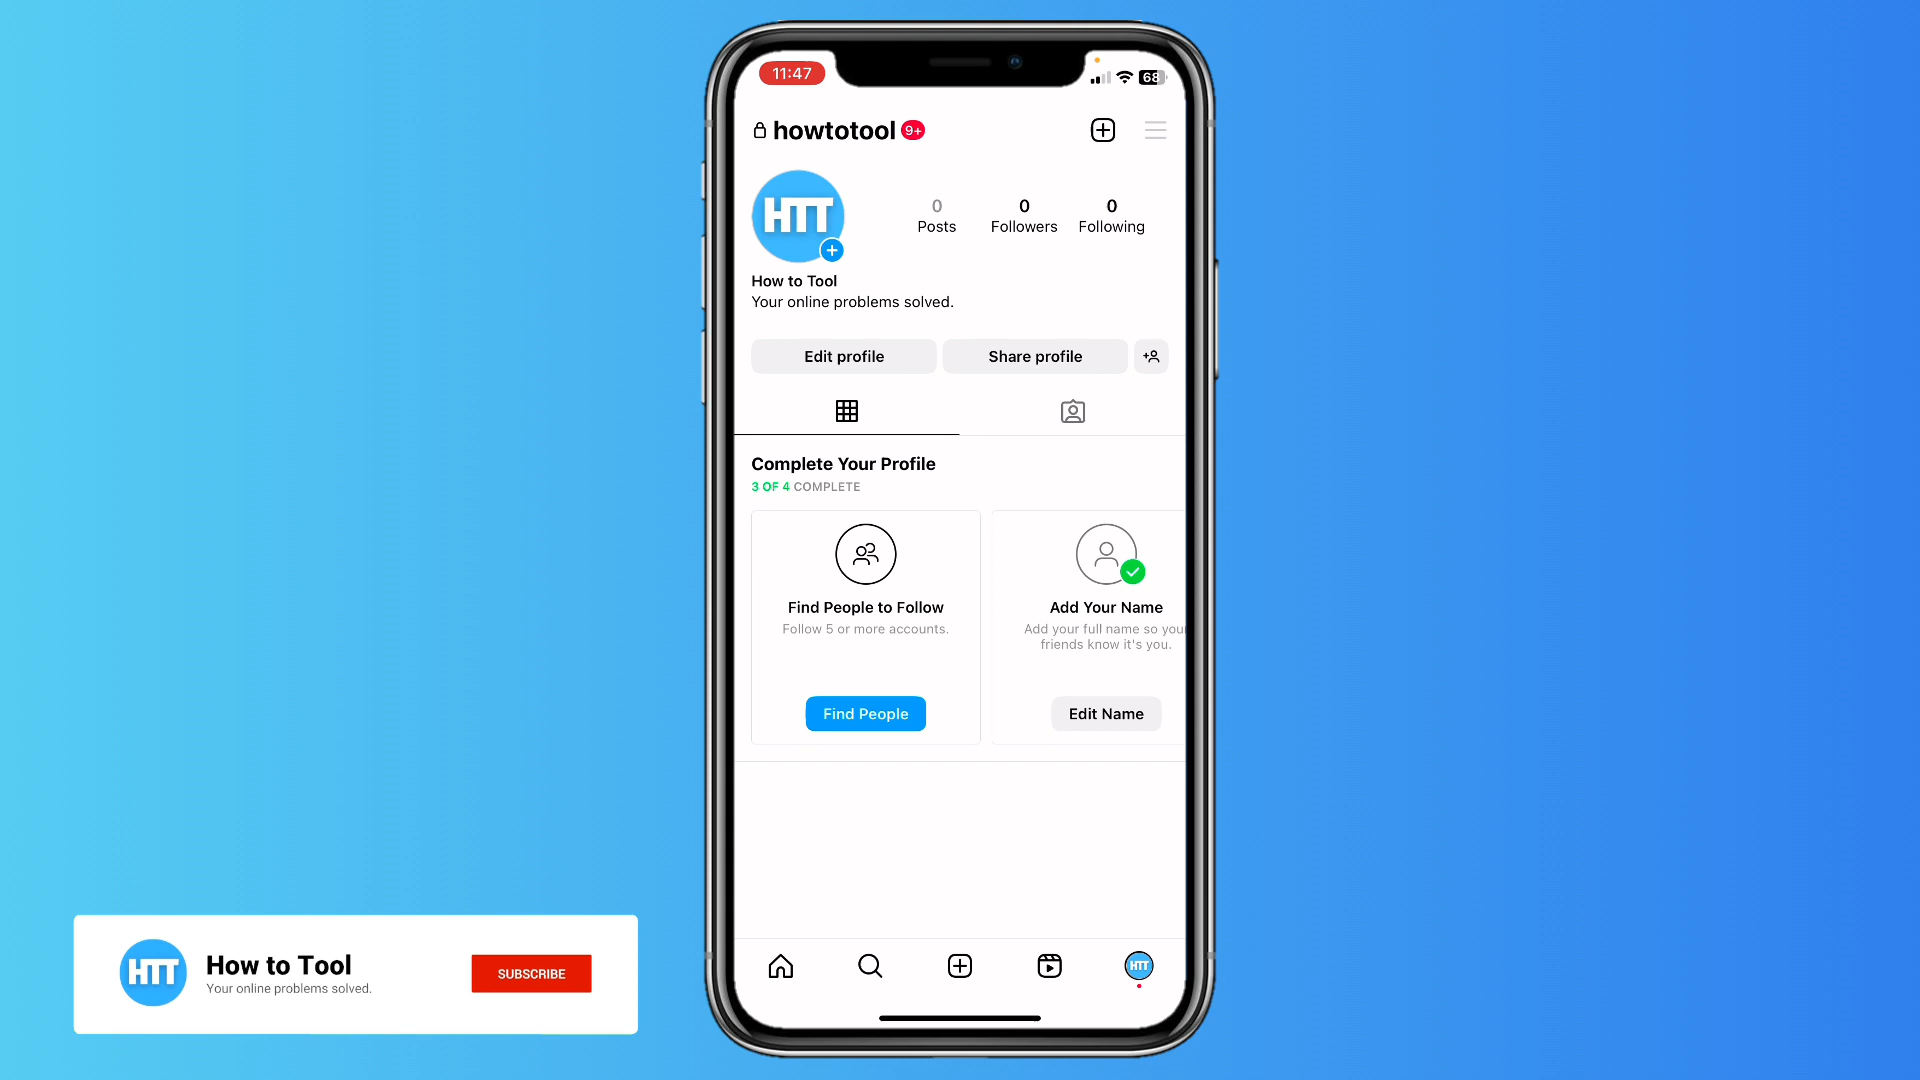 11:47
68
howtotool 9+
HTT
0 0 0
Posts Followers Following
How to Tool
Your online problems solved.
Edit profile Share profile
Complete Your Profile
3 OF 4 COMPLETE
Find People to Follow
Follow 5 or more accounts.
Find People
Add Your Name
Add your full name so your
friends know it's you.
Edit Name
HTT
HTT
How to Tool
Your online problems solved.
SUBSCRIBE